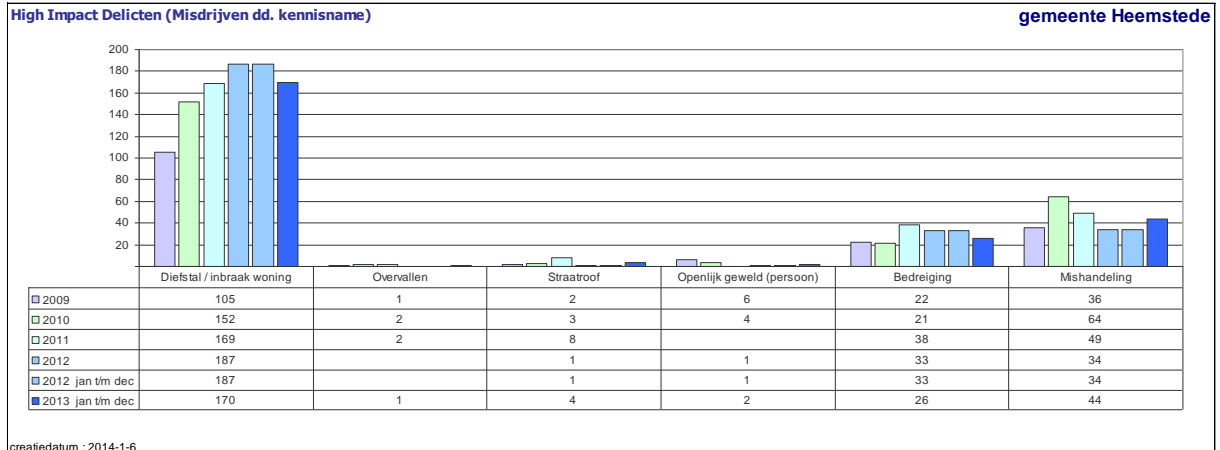 High Impact Delicten (Misdrijven dd. kennisname) gemeente Heemstede
200
180
160
140
120
100
80
60
40
20
Diefstal / inbraak woning Overvallen Straatroof Openlijk geweld (persoon) Bedreiging Mishandeling
2009 105 1 2 6 22 36
2010 152 2 3 4 21 64
2011 169 2 8 38 49
2012 187 1 1 33 34
2012 jan t/m dec 187 1 1 33 34
2013 jan t/m dec 170 1 4 2 26 44
creatiedatum : 2014-1-6